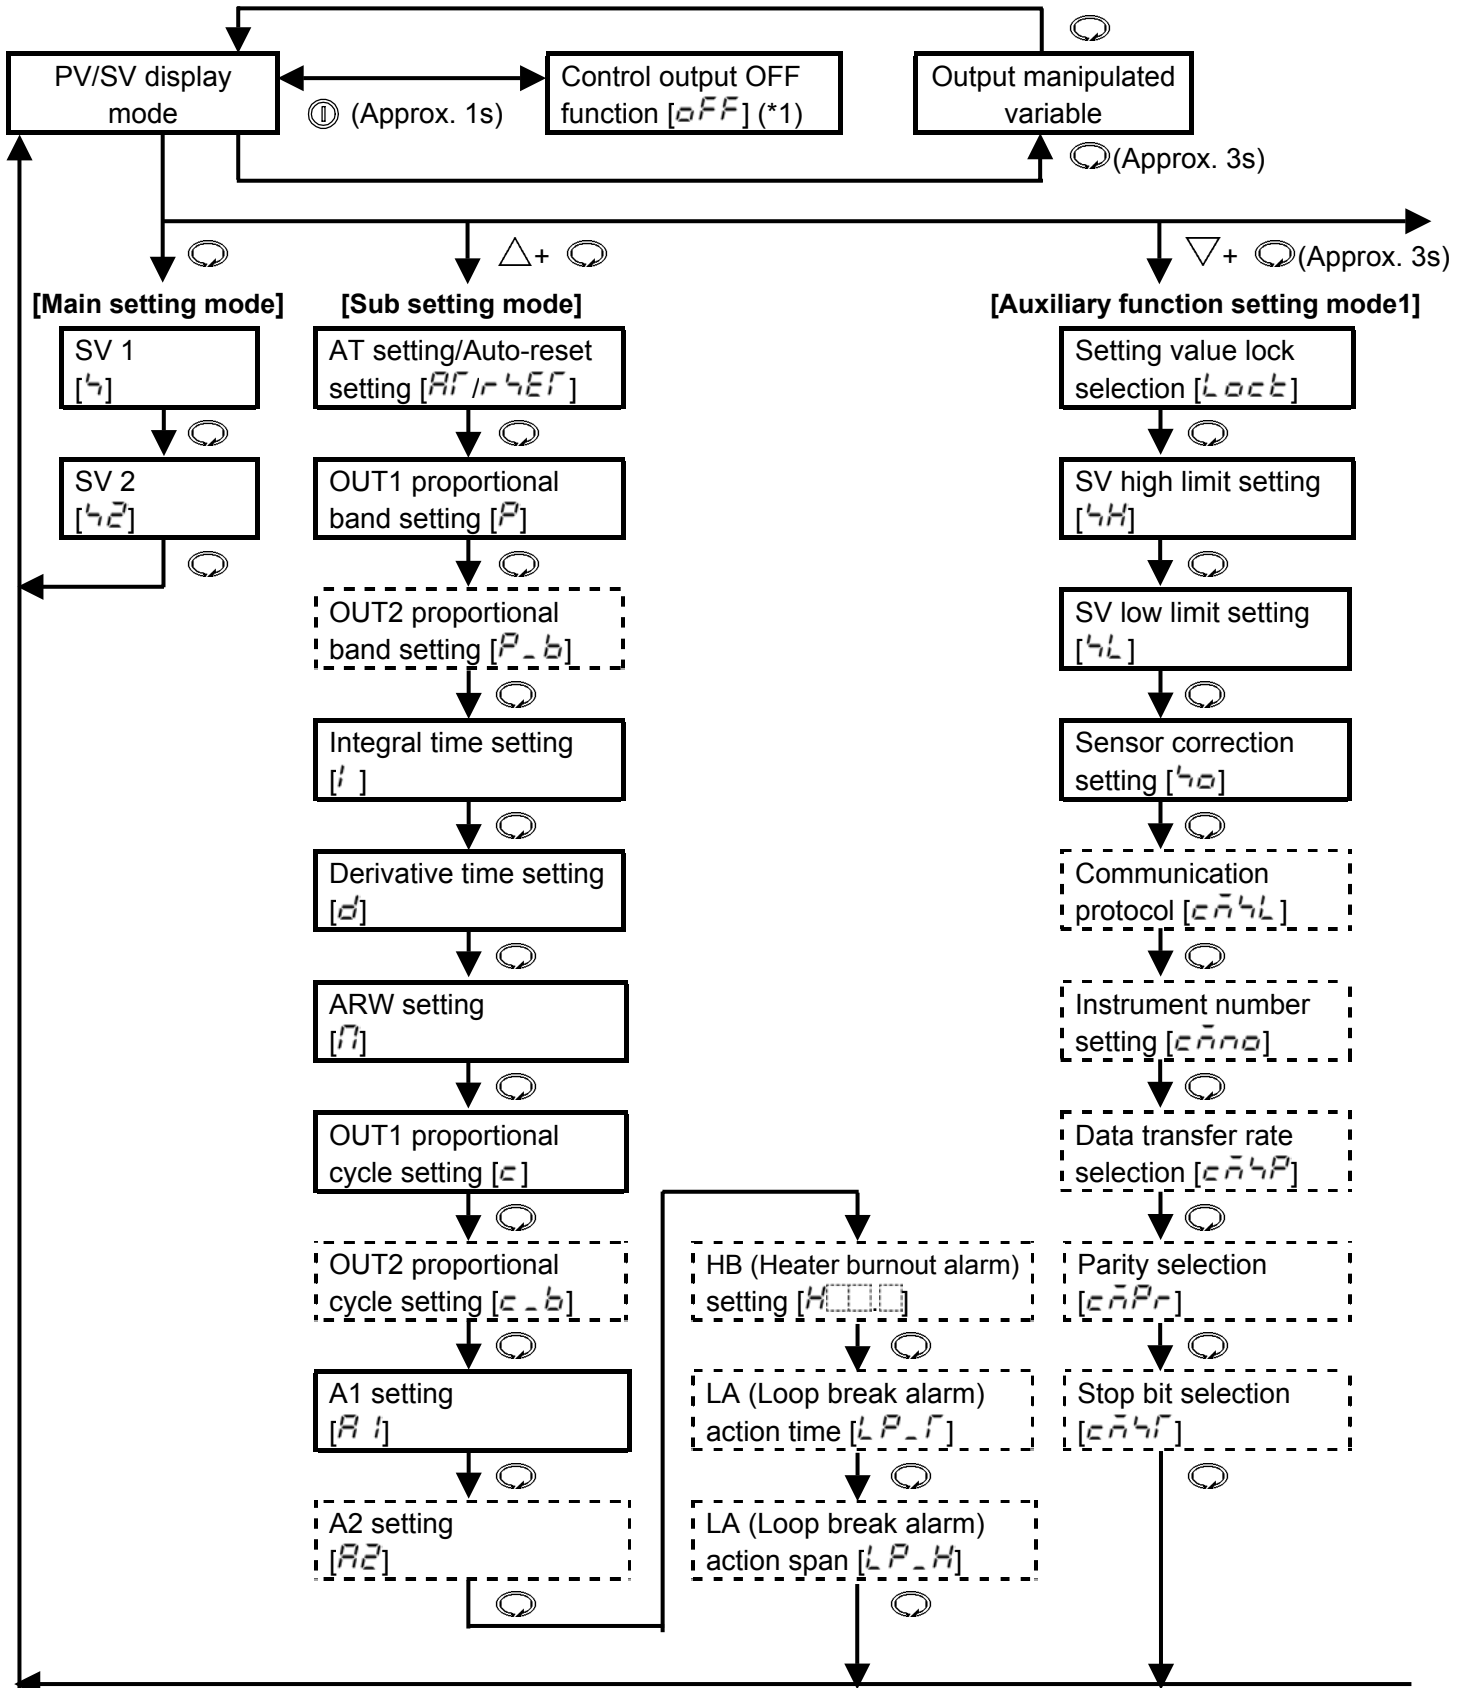 PV/SV display
mode
(Approx. 1s)
Control output OFF
function [oFF] (*1)
Output manipulated
variable
(Approx. 3s)
△+
▽+ (Approx. 3s)
[Main setting mode]
SV 1
[S]
SV 2
[S2]
[Sub setting mode]
AT setting/Auto-reset
setting [AT/rSET]
OUT1 proportional
band setting [P]
OUT2 proportional
band setting [P_b]
Integral time setting
[I ]
Derivative time setting
[d]
ARW setting
[A]
OUT1 proportional
cycle setting [c]
OUT2 proportional
cycle setting [c_b]
A1 setting
[A1]
A2 setting
[A2]
HB (Heater burnout alarm)
setting [H . ]
LA (Loop break alarm)
action time [LP_T]
LA (Loop break alarm)
action span [LP_H]
[Auxiliary function setting mode1]
Setting value lock
selection [Lock]
SV high limit setting
[SH]
SV low limit setting
[SL]
Sensor correction
setting [So]
Communication
protocol [cmSL]
Instrument number
setting [cmno]
Data transfer rate
selection [cmSP]
Parity selection
[cmPr]
Stop bit selection
[cmST]